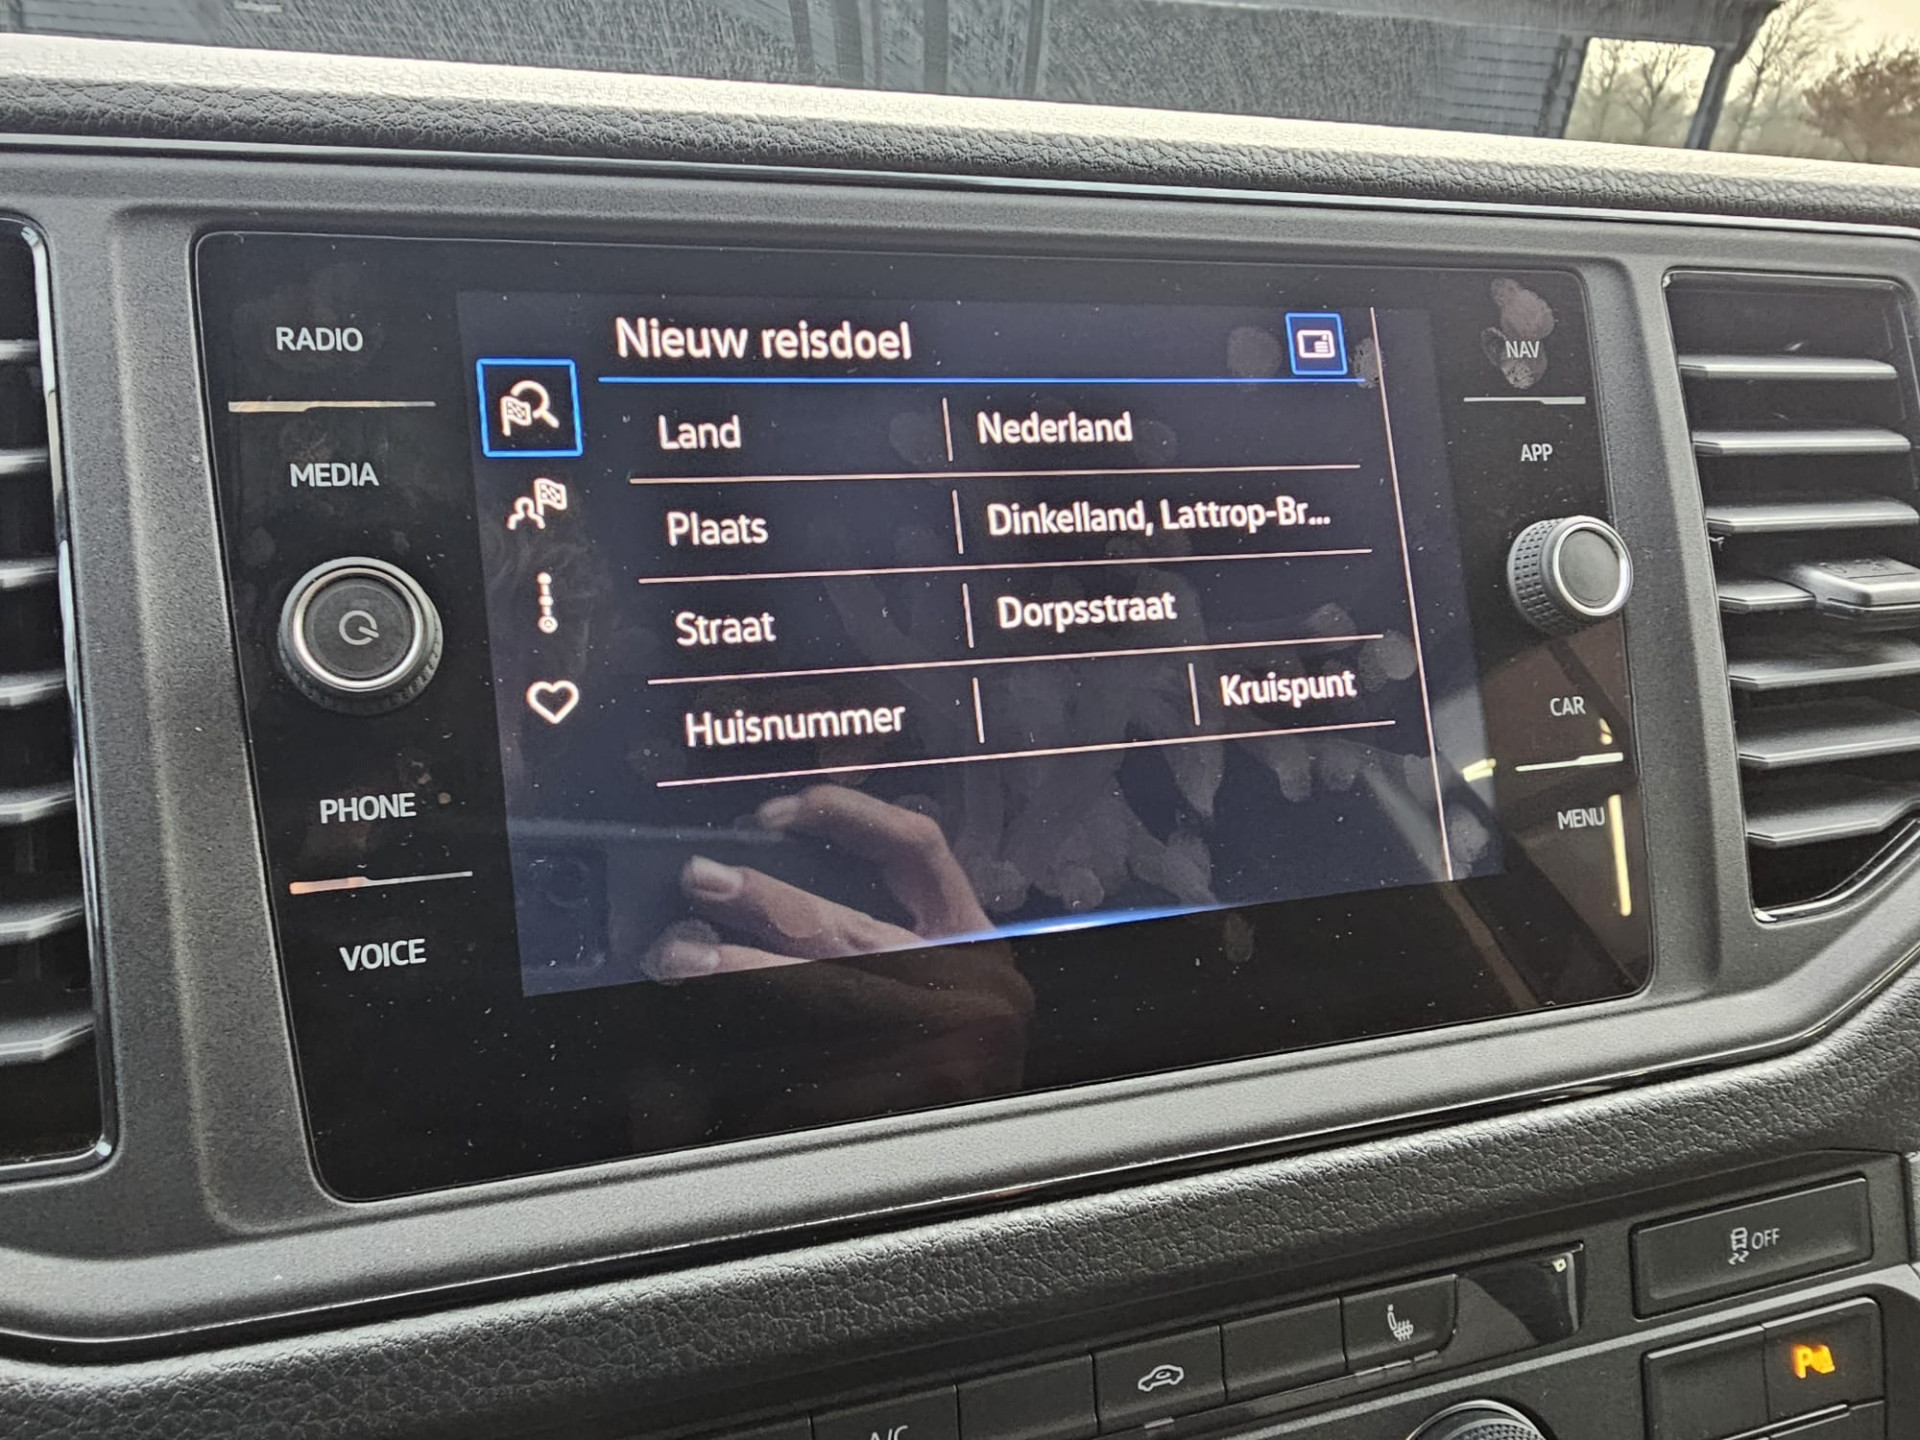 RADIO
MEDIA
PHONE
VOICE
Nieuw reisdoel
Land Nederland
Plaats Dinkelland, Lattrop-Br...
Straat Dorpsstraat
Huisnummer Kruispunt
NAV
APP
CAR
MENU
OFF
A/C
P